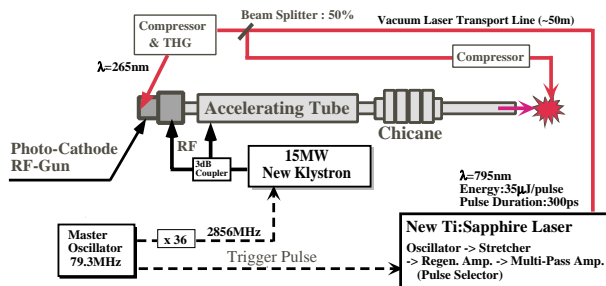 Beam Splitter : 50%
Vacuum Laser Transport Line (~50m)
Compressor
& THG
Compressor
λ=265nm
Accelerating Tube
Chicane
Photo-Cathode
RF-Gun
RF
3dB
Coupler
15MW
New Klystron
λ=795nm
Energy:35μJ/pulse
Pulse Duration:300ps
Master
Oscillator
79.3MHz
x 36
2856MHz
Trigger Pulse
New Ti:Sapphire Laser
Oscillator -> Stretcher
-> Regen. Amp. -> Multi-Pass Amp.
(Pulse Selector)